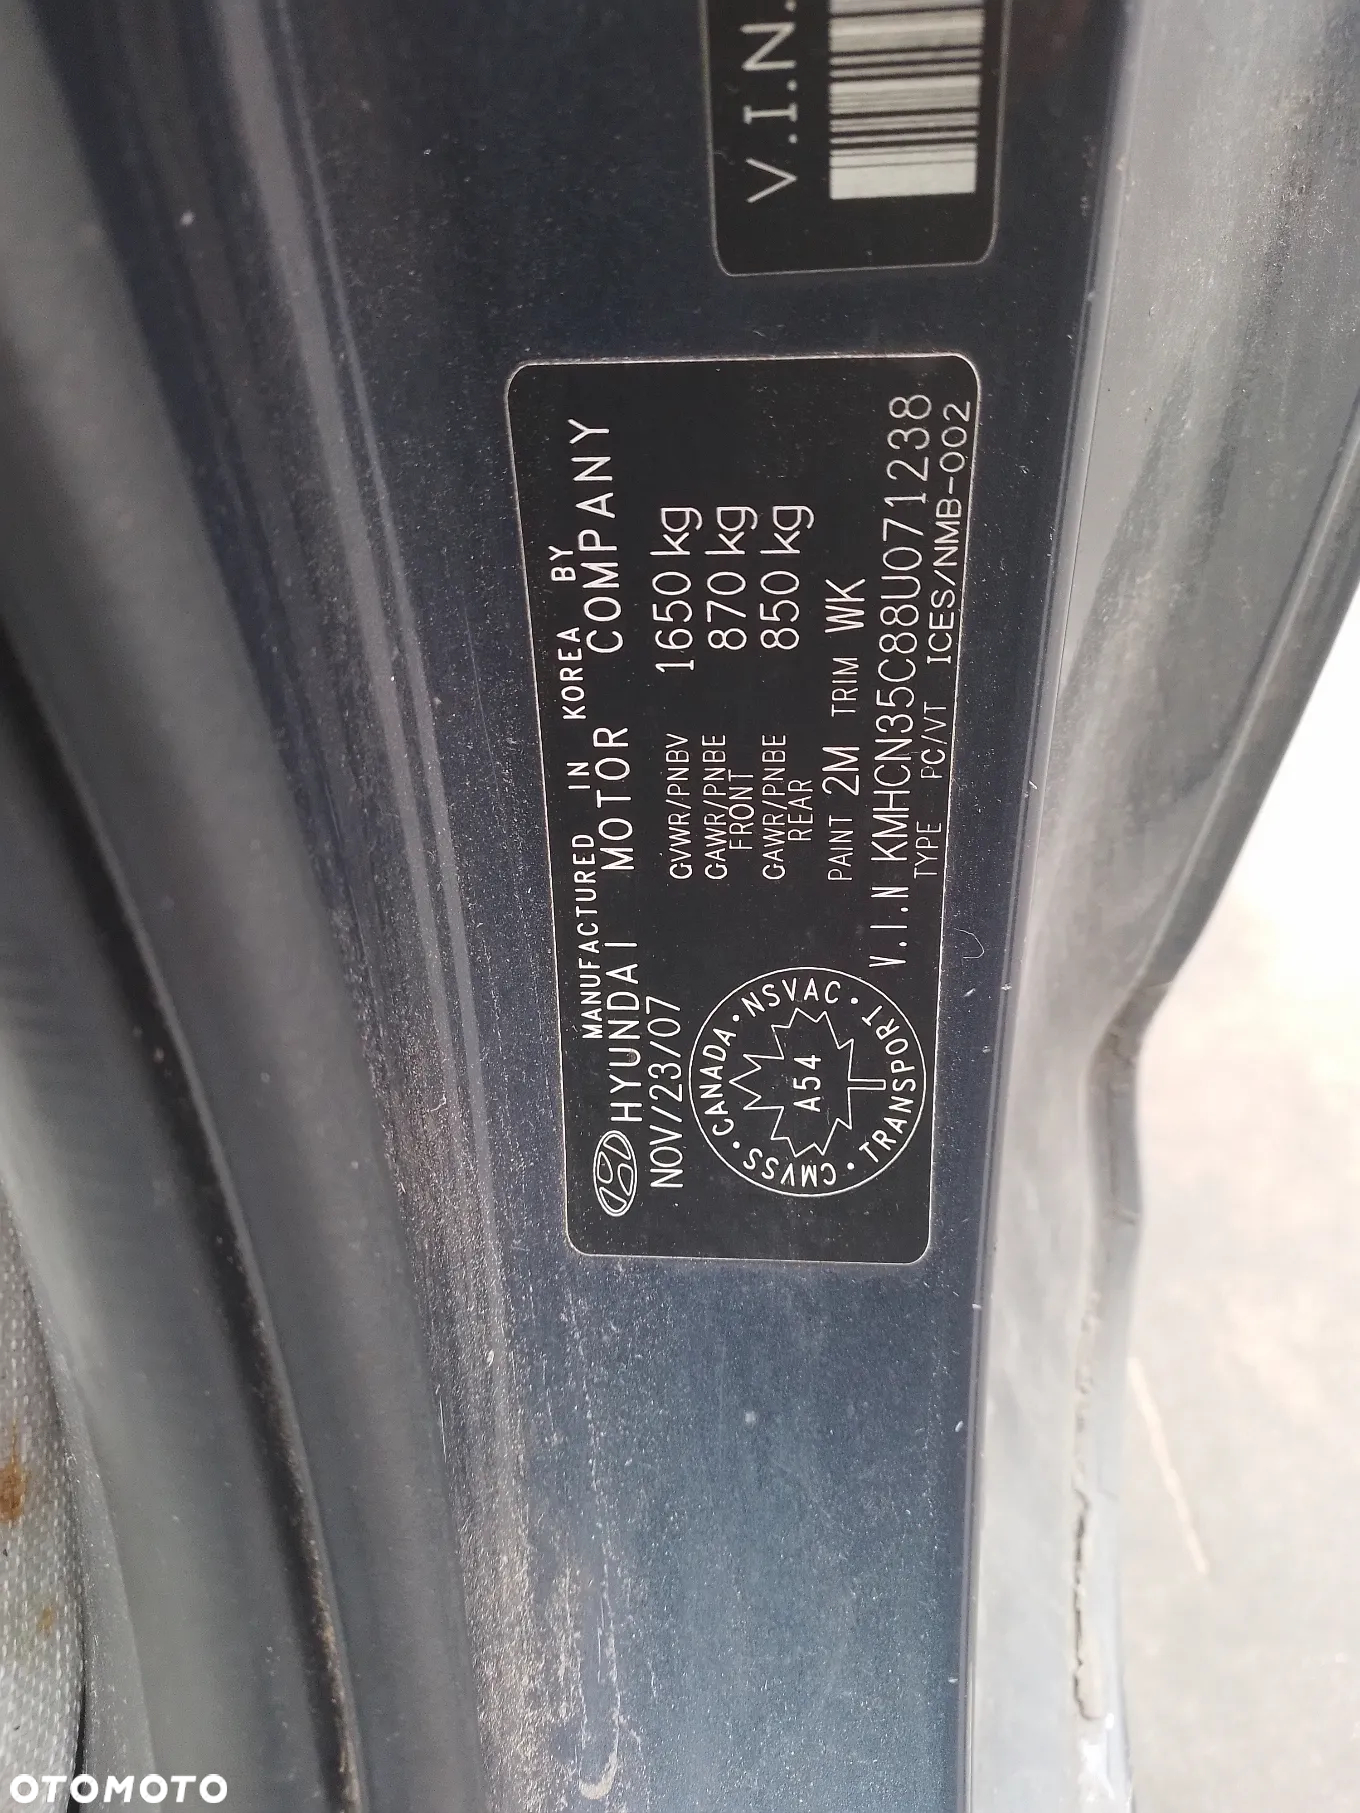 V.I.N.
MANUFACTURED IN KOREA BY
HYUNDAI MOTOR COMPANY
NOV/23/07
GVWR/PNBV 1650 kg
GAWR/PNBE 870 kg
FRONT
GAWR/PNBE 850 kg
REAR
PAINT 2M TRIM WK
V.I.N KMHCN35C88U071238
TYPE PC/VT ICES/NMB-002
CMVSS • CANADA • NSVAC • TRANSPORT •
A54
OTOMOTO